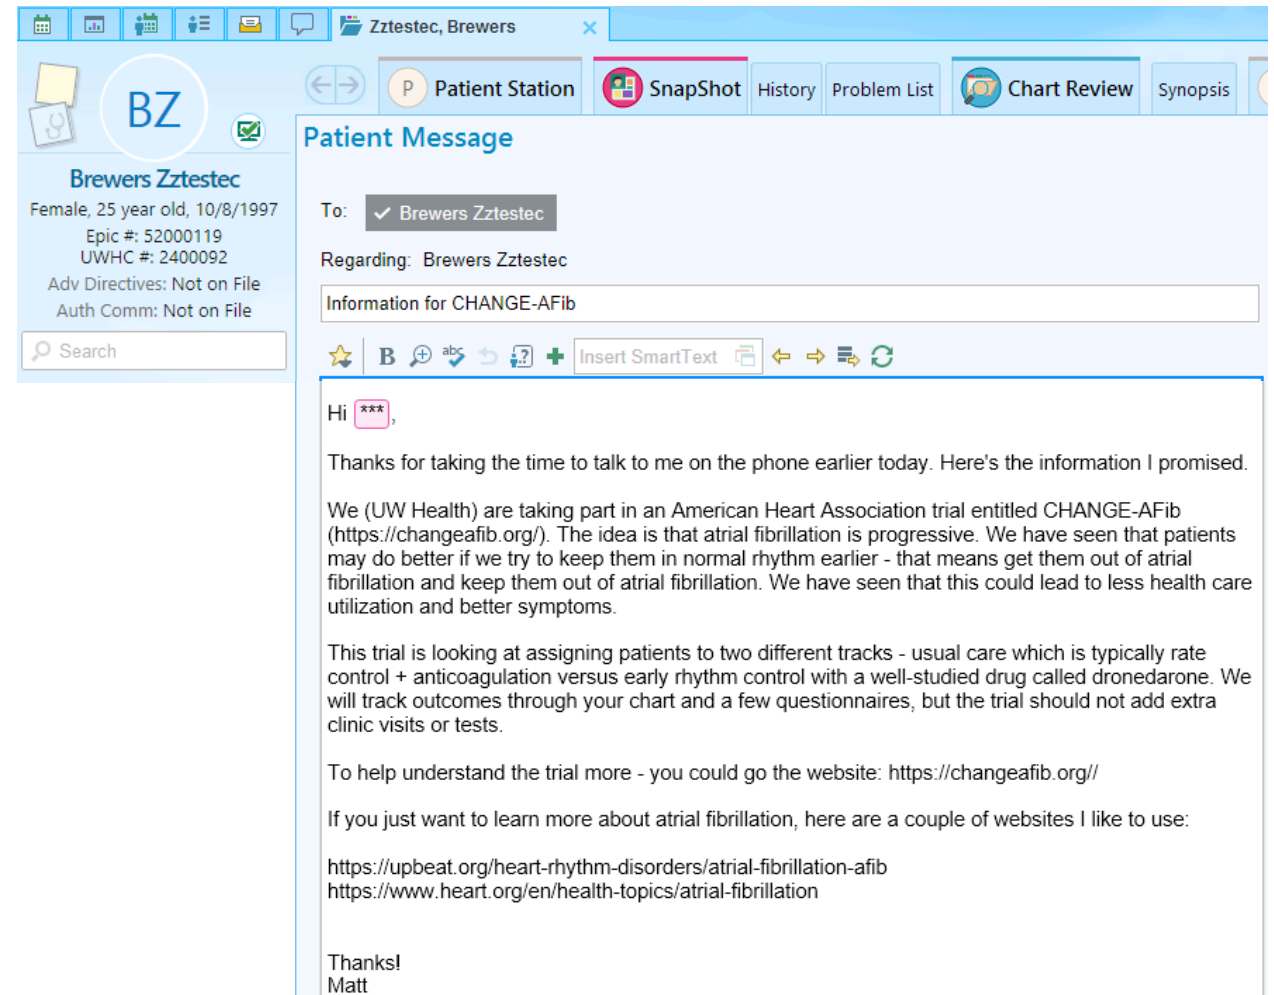 Zztestec, Brewers
BZ
Brewers Zztestec
Female, 25 year old, 10/8/1997
Epic #: 52000119
UWHC #: 2400092
Adv Directives: Not on File
Auth Comm: Not on File
Search
P Patient Station SnapShot History Problem List Chart Review Synopsis
Patient Message
To: Brewers Zztestec
Regarding: Brewers Zztestec
Information for CHANGE-AFib
B abc Insert SmartText
Hi ***,
Thanks for taking the time to talk to me on the phone earlier today. Here's the information I promised.
We (UW Health) are taking part in an American Heart Association trial entitled CHANGE-AFib
(https://changeafib.org/). The idea is that atrial fibrillation is progressive. We have seen that patients
may do better if we try to keep them in normal rhythm earlier - that means get them out of atrial
fibrillation and keep them out of atrial fibrillation. We have seen that this could lead to less health care
utilization and better symptoms.
This trial is looking at assigning patients to two different tracks - usual care which is typically rate
control + anticoagulation versus early rhythm control with a well-studied drug called dronedarone. We
will track outcomes through your chart and a few questionnaires, but the trial should not add extra
clinic visits or tests.
To help understand the trial more - you could go the website: https://changeafib.org//
If you just want to learn more about atrial fibrillation, here are a couple of websites I like to use:
https://upbeat.org/heart-rhythm-disorders/atrial-fibrillation-afib
https://www.heart.org/en/health-topics/atrial-fibrillation
Thanks!
Matt